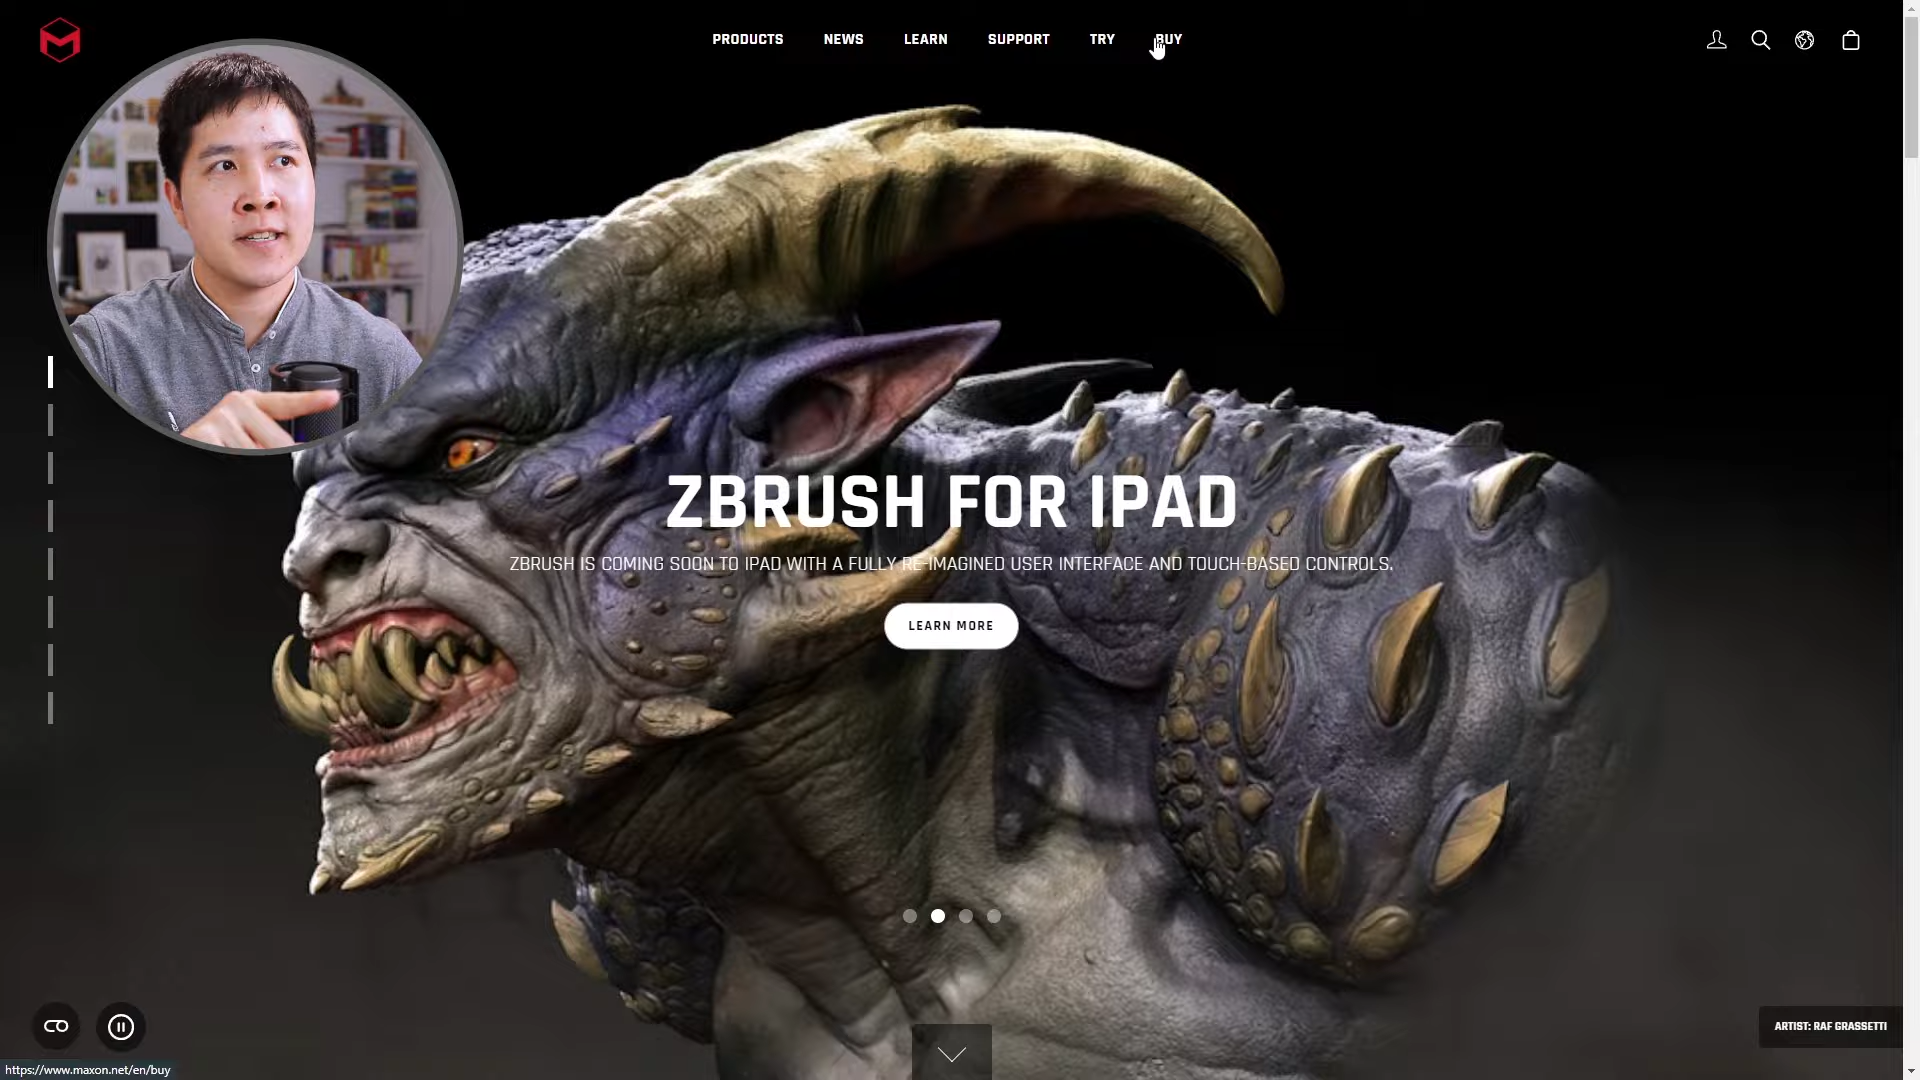 PRODUCTS NEWS LEARN SUPPORT TRY BUY
ZBRUSH FOR IPAD
ZBRUSH IS COMING SOON TO IPAD WITH A FULLY RE-IMAGINED USER INTERFACE AND TOUCH-BASED CONTROLS.
LEARN MORE
ARTIST: RAF GRASSETTI
https://www.maxon.net/en/buy